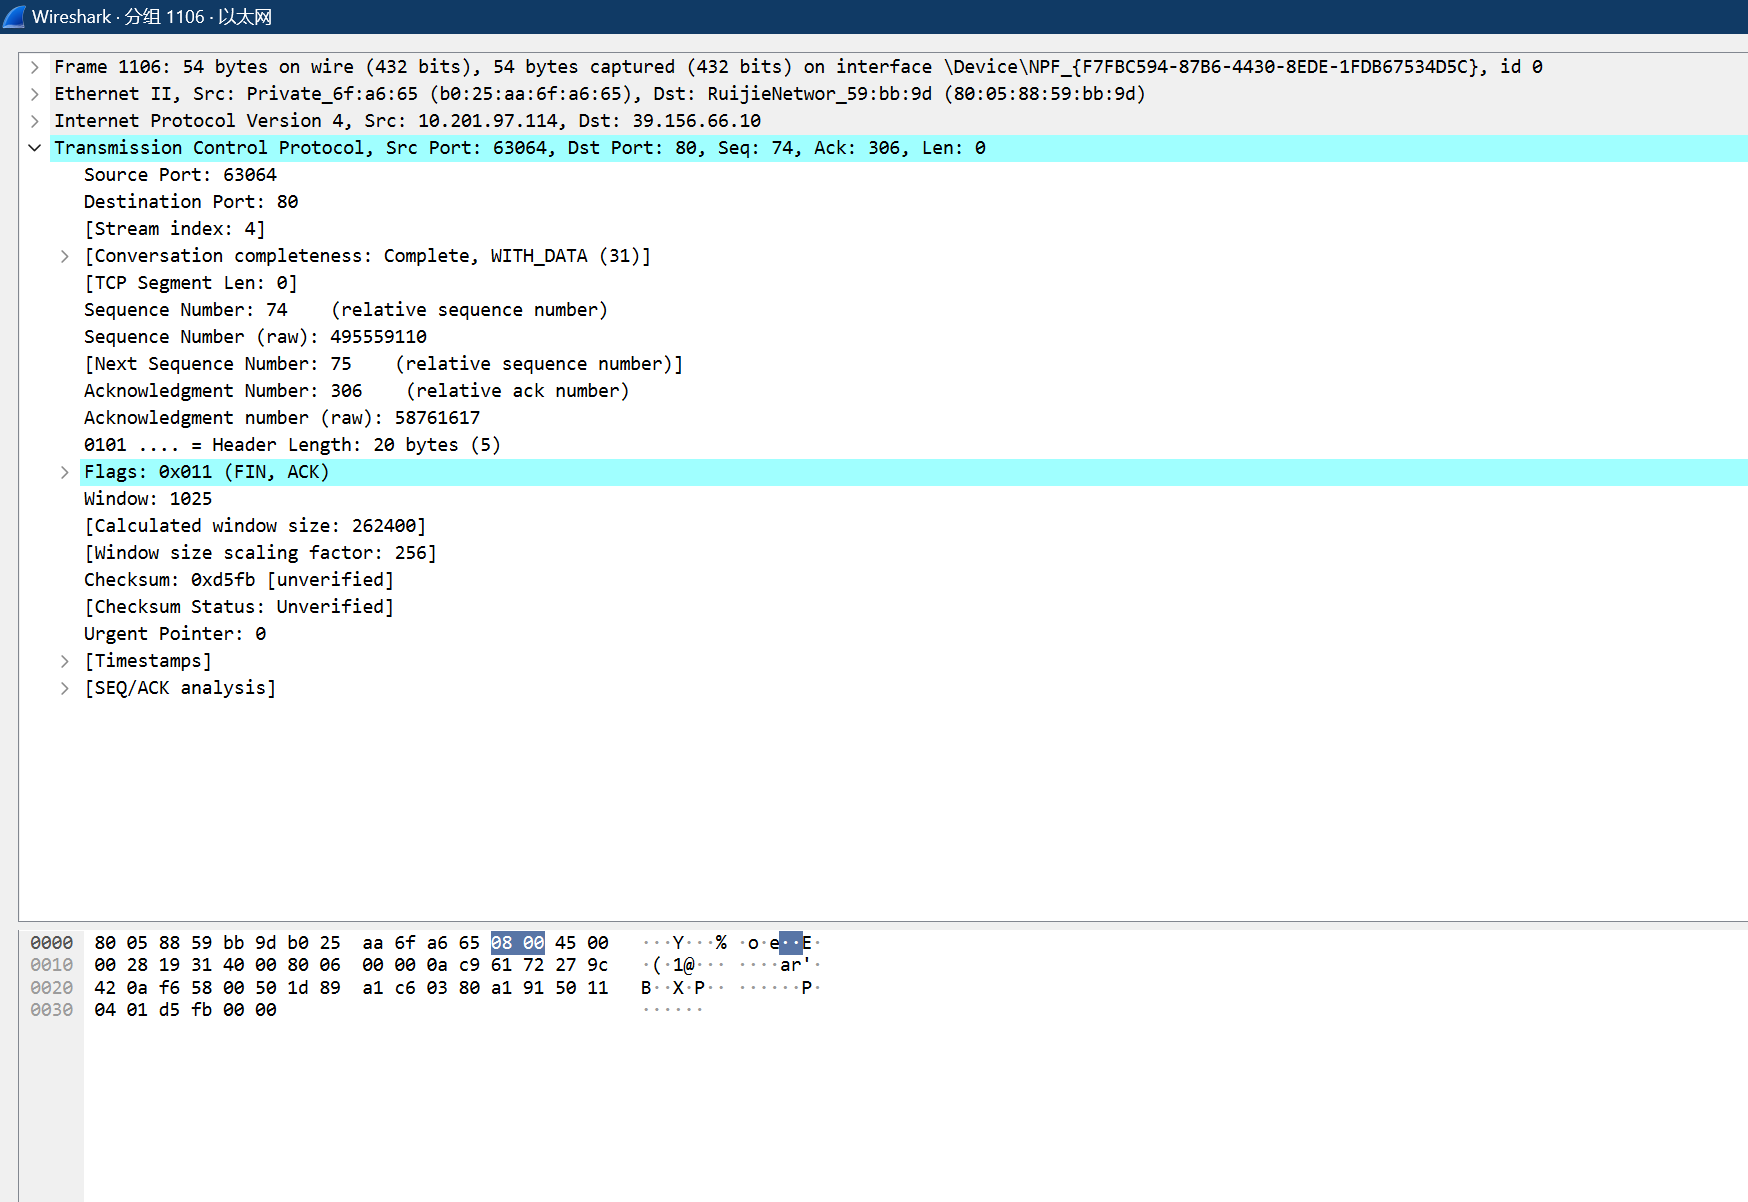 Wireshark · 分组 1106 · 以太网
Frame 1106: 54 bytes on wire (432 bits), 54 bytes captured (432 bits) on interface \Device\NPF_{F7FBC594-87B6-4430-8EDE-1FDB67534D5C}, id 0
Ethernet II, Src: Private_6f:a6:65 (b0:25:aa:6f:a6:65), Dst: RuijieNetwor_59:bb:9d (80:05:88:59:bb:9d)
Internet Protocol Version 4, Src: 10.201.97.114, Dst: 39.156.66.10
Transmission Control Protocol, Src Port: 63064, Dst Port: 80, Seq: 74, Ack: 306, Len: 0
Source Port: 63064
Destination Port: 80
[Stream index: 4]
[Conversation completeness: Complete, WITH_DATA (31)]
[TCP Segment Len: 0]
Sequence Number: 74    (relative sequence number)
Sequence Number (raw): 495559110
[Next Sequence Number: 75    (relative sequence number)]
Acknowledgment Number: 306    (relative ack number)
Acknowledgment number (raw): 58761617
0101 .... = Header Length: 20 bytes (5)
Flags: 0x011 (FIN, ACK)
Window: 1025
[Calculated window size: 262400]
[Window size scaling factor: 256]
Checksum: 0xd5fb [unverified]
[Checksum Status: Unverified]
Urgent Pointer: 0
[Timestamps]
[SEQ/ACK analysis]
0000 80 05 88 59 bb 9d b0 25 aa 6f a6 65 08 00 45 00 ···Y···% ·o·e··E·
0010 00 28 19 31 40 00 80 06 00 00 0a c9 61 72 27 9c ·(·1@··· ····ar'·
0020 42 0a f6 58 00 50 1d 89 a1 c6 03 80 a1 91 50 11 B··X·P·· ······P·
0030 04 01 d5 fb 00 00 ······